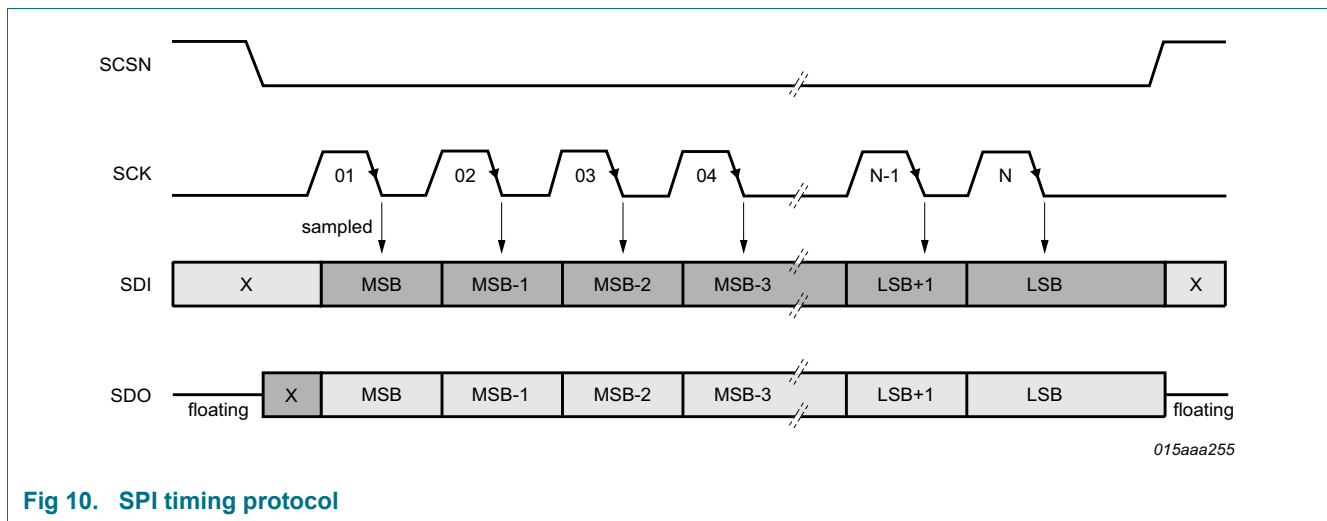 SCSN
SCK
01 02 03 04 N-1 N
sampled
SDI
X MSB MSB-1 MSB-2 MSB-3 LSB+1 LSB X
SDO
X MSB MSB-1 MSB-2 MSB-3 LSB+1 LSB
floating
floating
015aaa255
Fig 10. SPI timing protocol